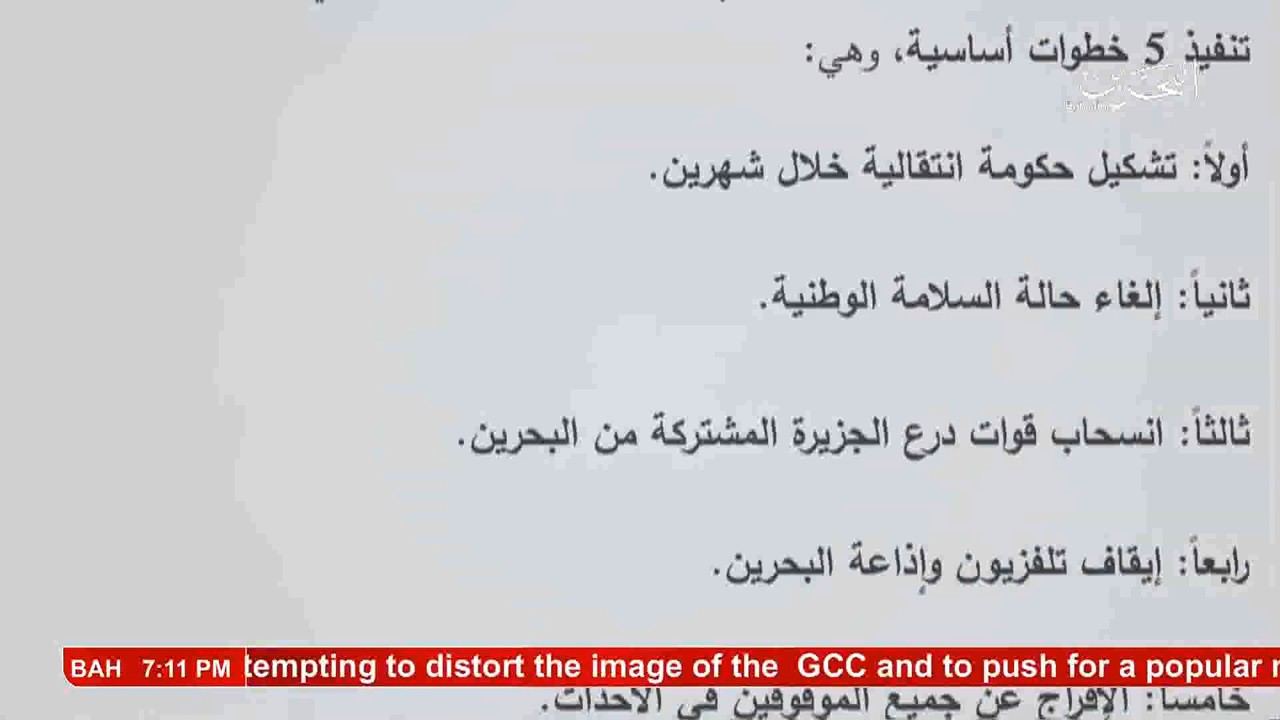 تنفيذ 5 خطوات أساسية، وهي:
البحرين
أولاً: تشكيل حكومة انتقالية خلال شهرين.
ثانياً: إلغاء حالة السلامة الوطنية.
ثالثاً: انسحاب قوات درع الجزيرة المشتركة من البحرين.
رابعاً: إيقاف تلفزيون وإذاعة البحرين.
BAH 7:11 PM tempting to distort the image of the GCC and to push for a popular
خامساً: الإفراج عن جميع الموقوفين في الأحداث.